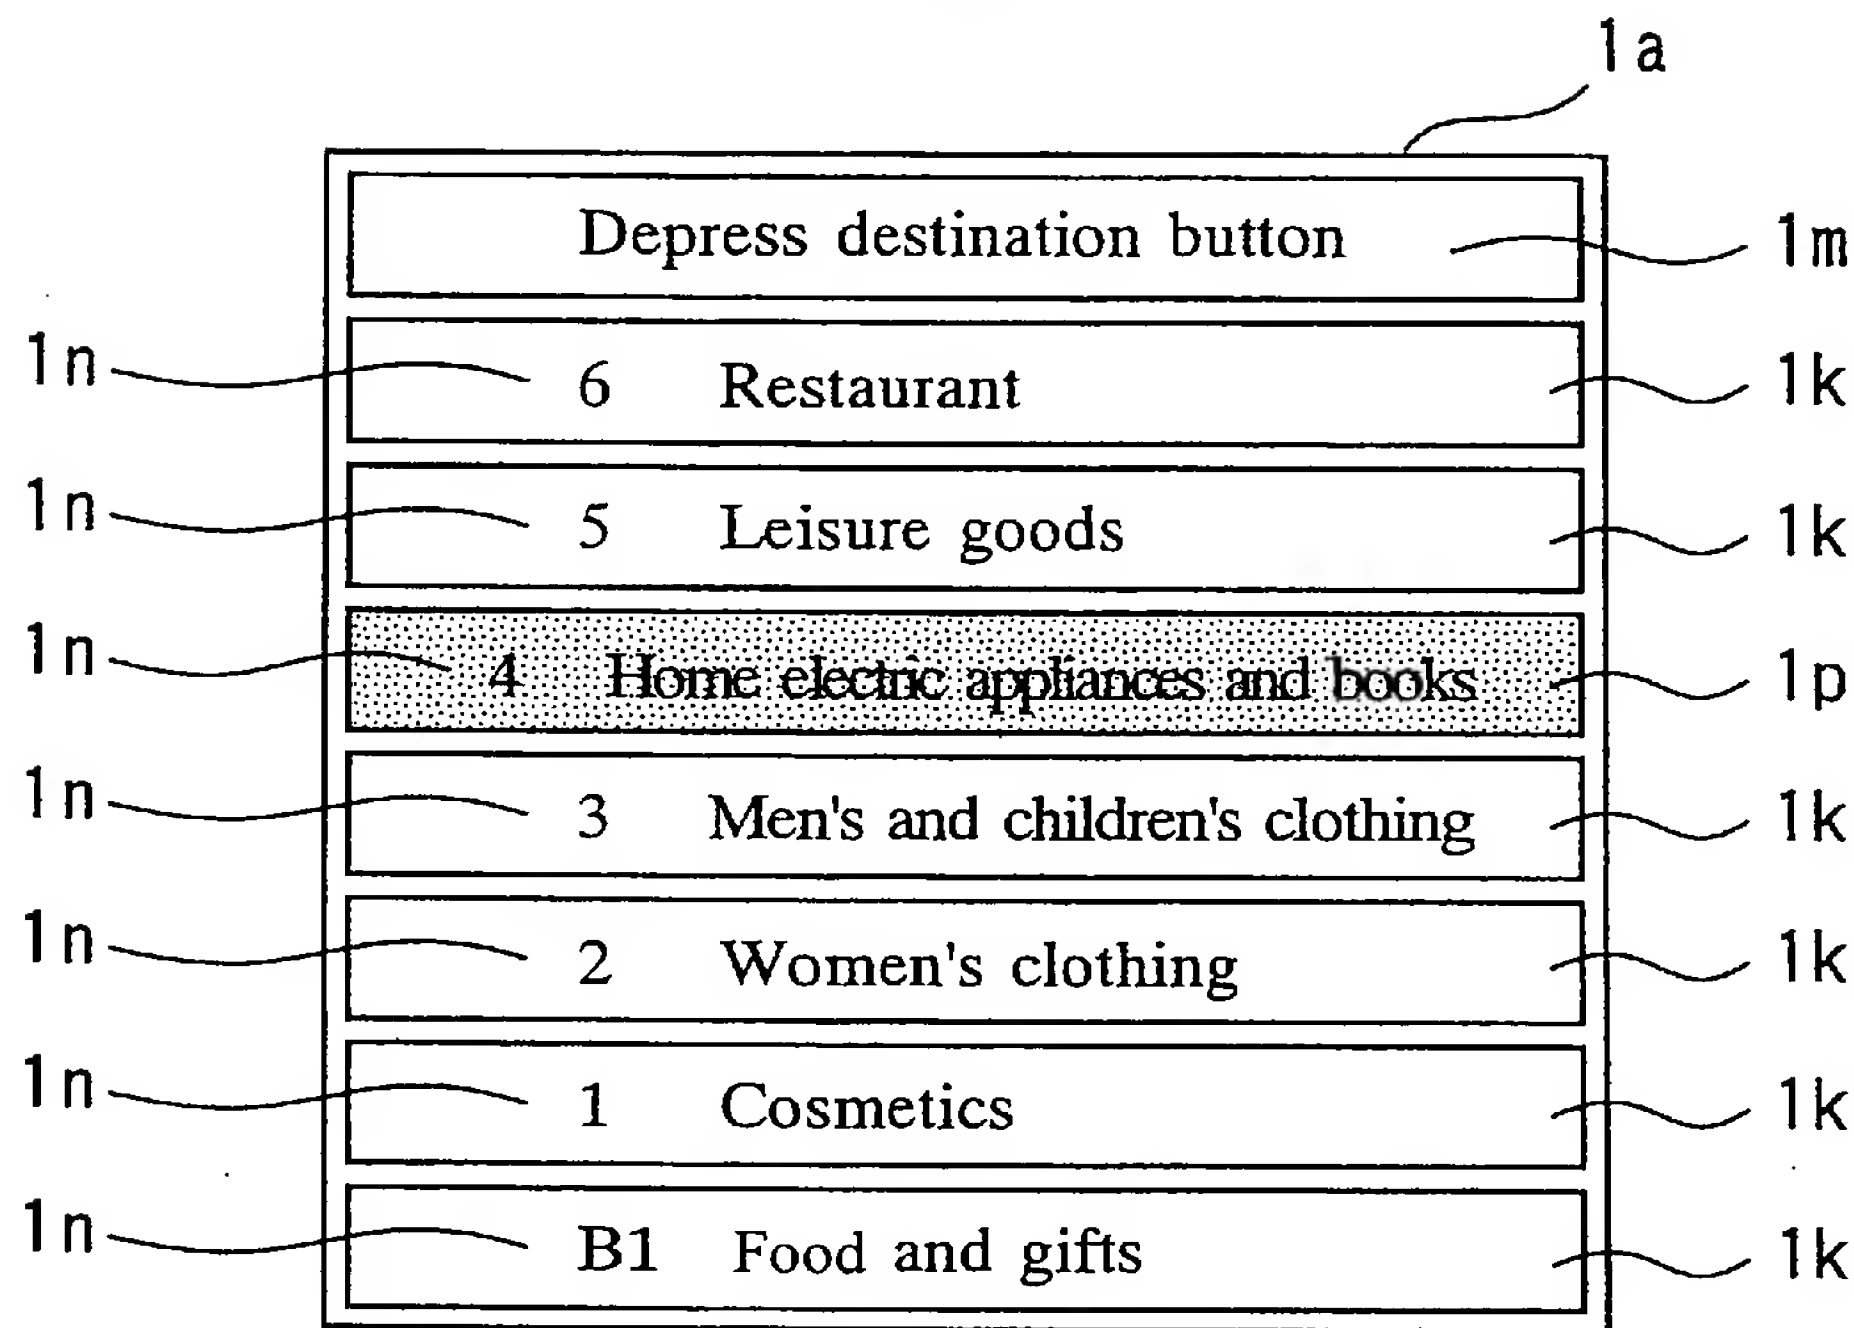 1a
Depress destination button 1m
1n 6 Restaurant 1k
1n 5 Leisure goods 1k
1n 4 Home electric appliances and books 1p
1n 3 Men's and children's clothing 1k
1n 2 Women's clothing 1k
1n 1 Cosmetics 1k
1n B1 Food and gifts 1k